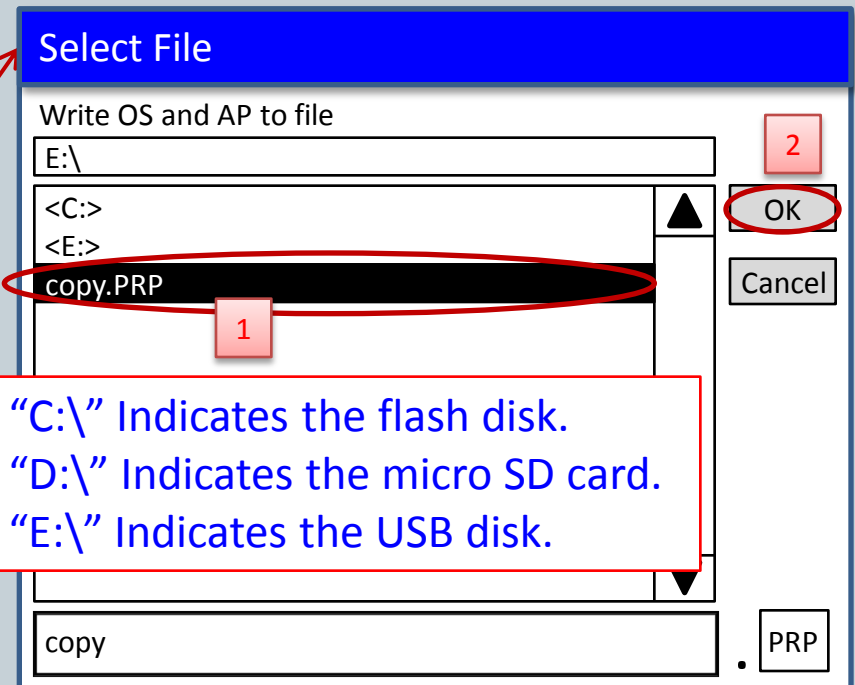 Select File
Write OS and AP to file
E:\
2
<C:>
OK
<E:>
copy.PRP
Cancel
1
“C:\” Indicates the flash disk.
“D:\” Indicates the micro SD card.
“E:\” Indicates the USB disk.
copy
. PRP